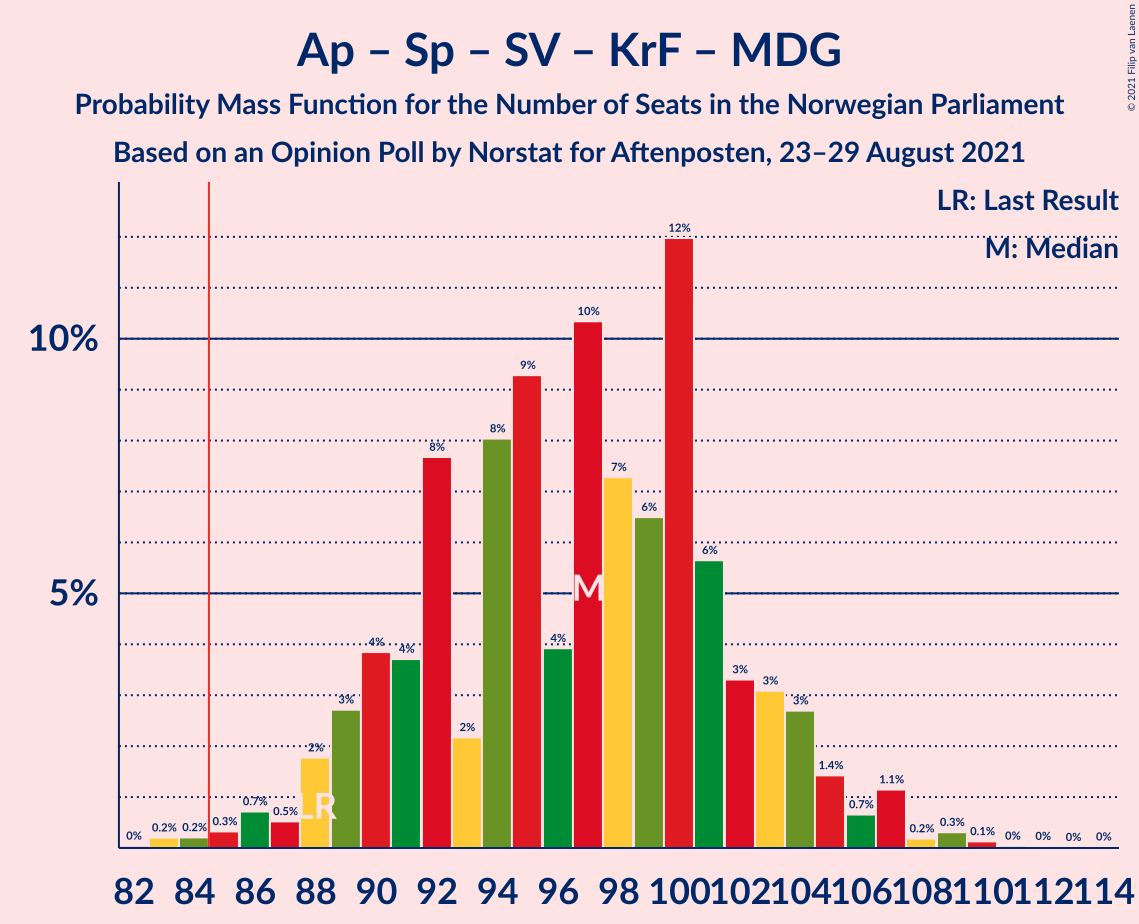 Ap – Sp – SV – KrF – MDG
Probability Mass Function for the Number of Seats in the Norwegian Parliament
Based on an Opinion Poll by Norstat for Aftenposten, 23–29 August 2021
© 2021 Filip van Laenen
LR: Last Result
M: Median
10%
5%
0% 0.2% 0.2% 0.3% 0.7% 0.5% 2% 3% 4% 4% 8% 2% 8% 9% 4% 10% 7% 6% 12% 6% 3% 3% 3% 1.4% 0.7% 1.1% 0.2% 0.3% 0.1% 0% 0% 0% 0%
M
LR
82 84 86 88 90 92 94 96 98 100 102 104 106 108 110 112 114